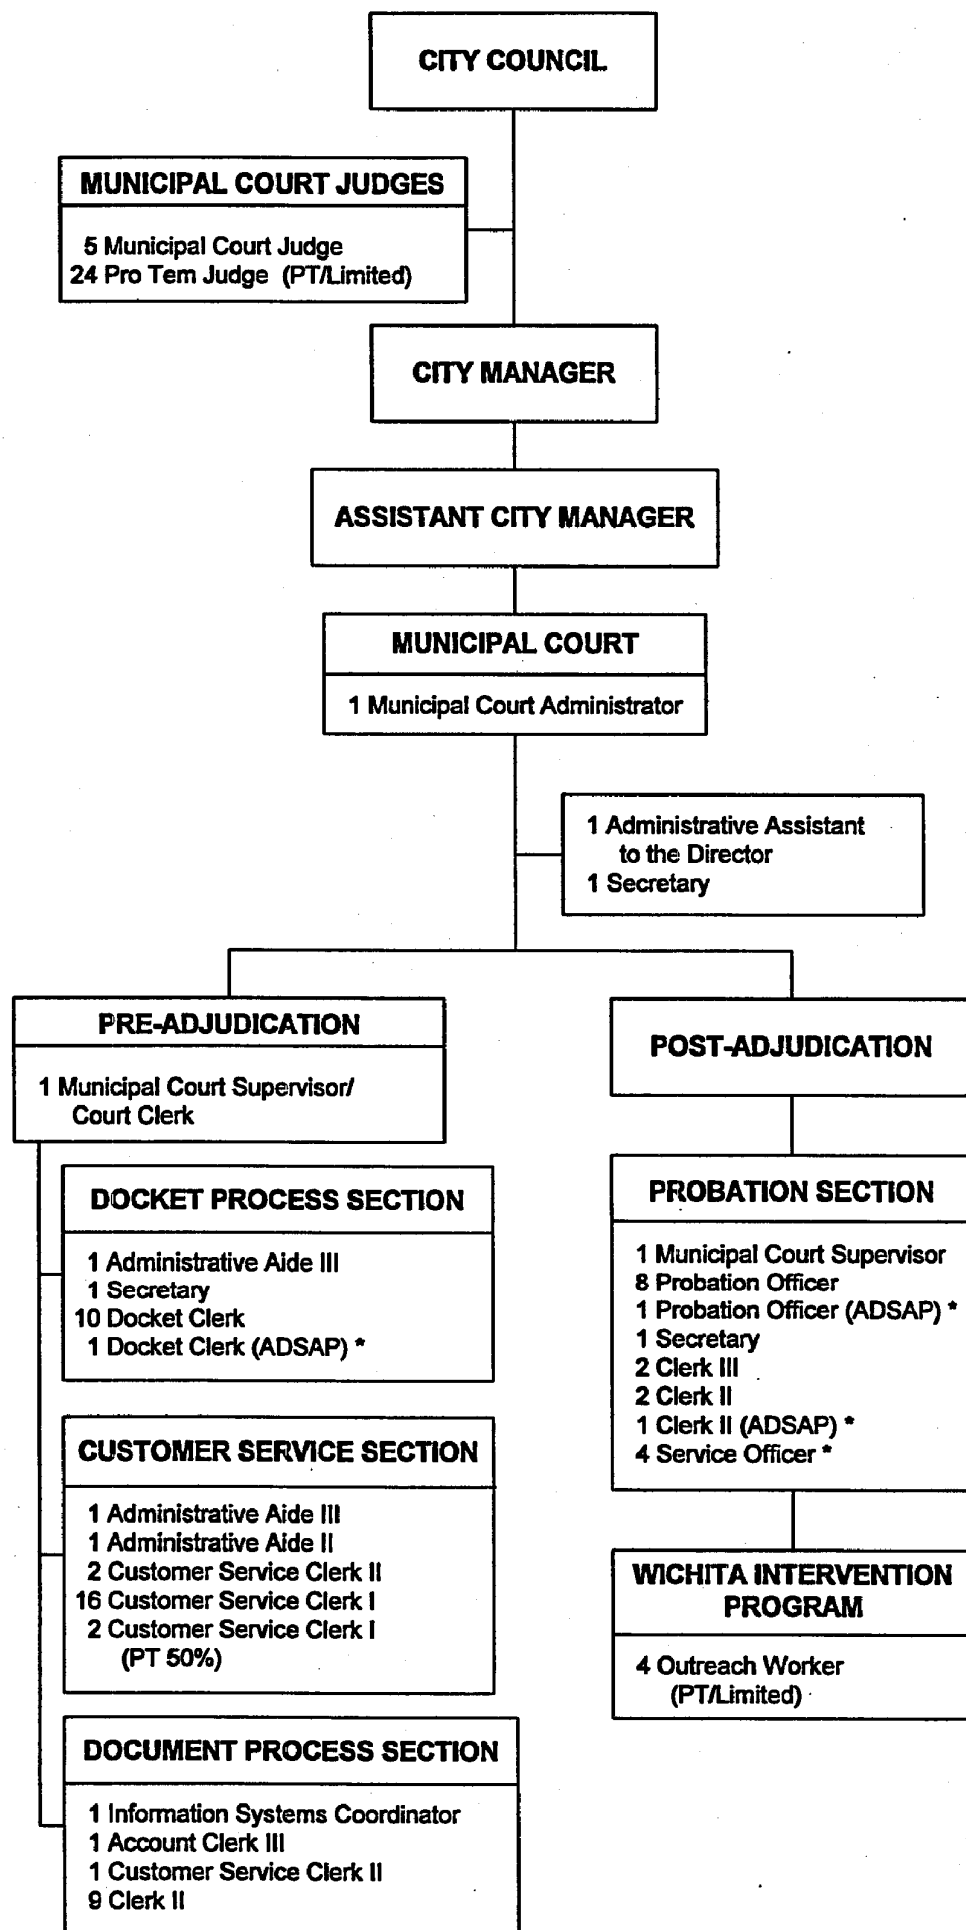 CITY COUNCIL
MUNICIPAL COURT JUDGES
5 Municipal Court Judge
24 Pro Tem Judge (PT/Limited)
CITY MANAGER
ASSISTANT CITY MANAGER
MUNICIPAL COURT
1 Municipal Court Administrator
1 Administrative Assistant
to the Director
1 Secretary
PRE-ADJUDICATION
1 Municipal Court Supervisor/
Court Clerk
DOCKET PROCESS SECTION
1 Administrative Aide III
1 Secretary
10 Docket Clerk
1 Docket Clerk (ADSAP) *
CUSTOMER SERVICE SECTION
1 Administrative Aide III
1 Administrative Aide II
2 Customer Service Clerk II
16 Customer Service Clerk I
2 Customer Service Clerk I
(PT 50%)
DOCUMENT PROCESS SECTION
1 Information Systems Coordinator
1 Account Clerk III
1 Customer Service Clerk II
9 Clerk II
POST-ADJUDICATION
PROBATION SECTION
1 Municipal Court Supervisor
8 Probation Officer
1 Probation Officer (ADSAP) *
1 Secretary
2 Clerk III
2 Clerk II
1 Clerk II (ADSAP) *
4 Service Officer *
WICHITA INTERVENTION
PROGRAM
4 Outreach Worker
(PT/Limited)